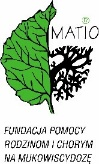 MATIO
FUNDACJA POMOCY
RODZINOM I CHORYM
NA MUKOWISCYDOZĘ